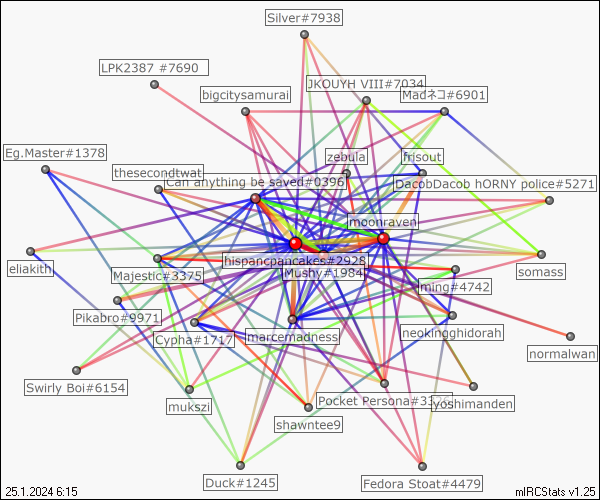 Silver#7938
LPK2387 #7690
JKOUYH VIII#7034
bigcitysamurai
Madネコ#6901
Eg.Master#1378
zebula
frisout
thesecondtwat
Can anything be saved#0396
DacobDacob hORNY police#5271
moonraven
hispancpancakes#2928
eliakith
Majestic#3375
Mushy#1984
somass
ming#4742
Pikabro#9971
Cypha#1717
marcemadness
neokingghidorah
normalwan
Swirly Boi#6154
mukszi
Pocket Persona#3326
yoshimanden
shawntee9
Duck#1245
Fedora Stoat#4479
25.1.2024 6:15
mIRCStats v1.25